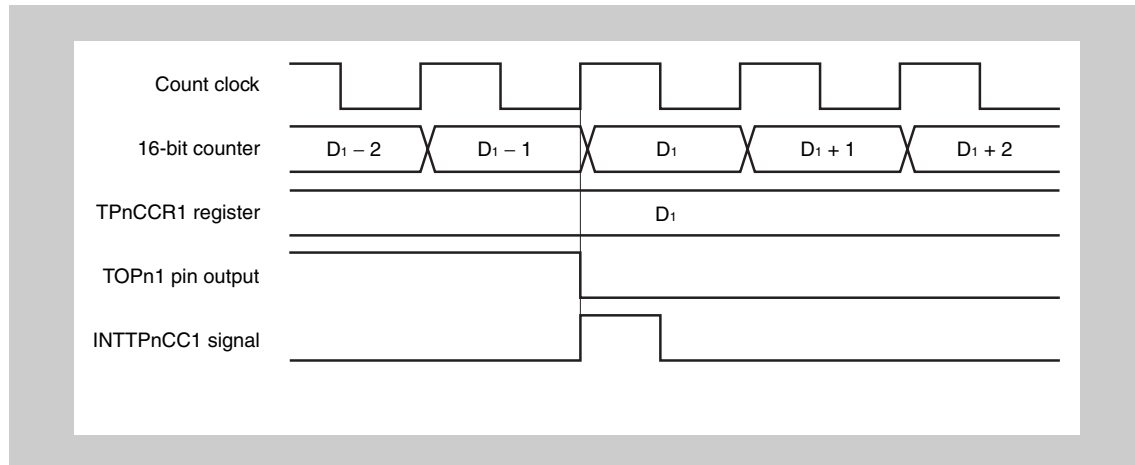 Count clock
16-bit counter D₁ − 2 D₁ − 1 D₁ D₁ + 1 D₁ + 2
TPnCCR1 register D₁
TOPn1 pin output
INTTPnCC1 signal